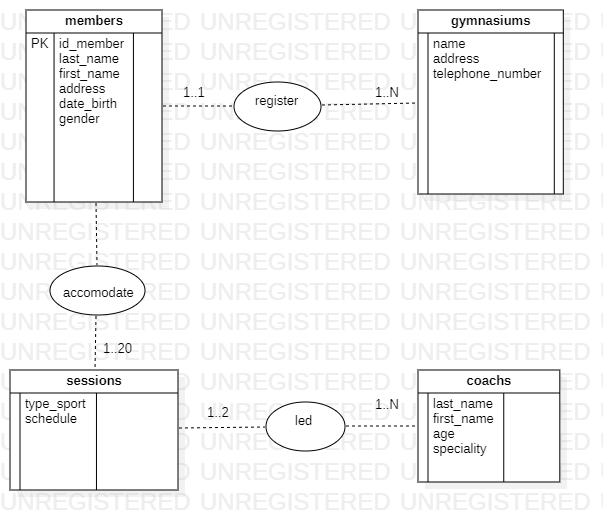 members
PK id_member
last_name
first_name
address
date_birth
gender
1..1
register
1..N
gymnasiums
name
address
telephone_number
accomodate
1..20
sessions
type_sport
schedule
1..2
led
1..N
coachs
last_name
first_name
age
speciality
UNREGISTERED UNREGISTERED UNREGISTERED